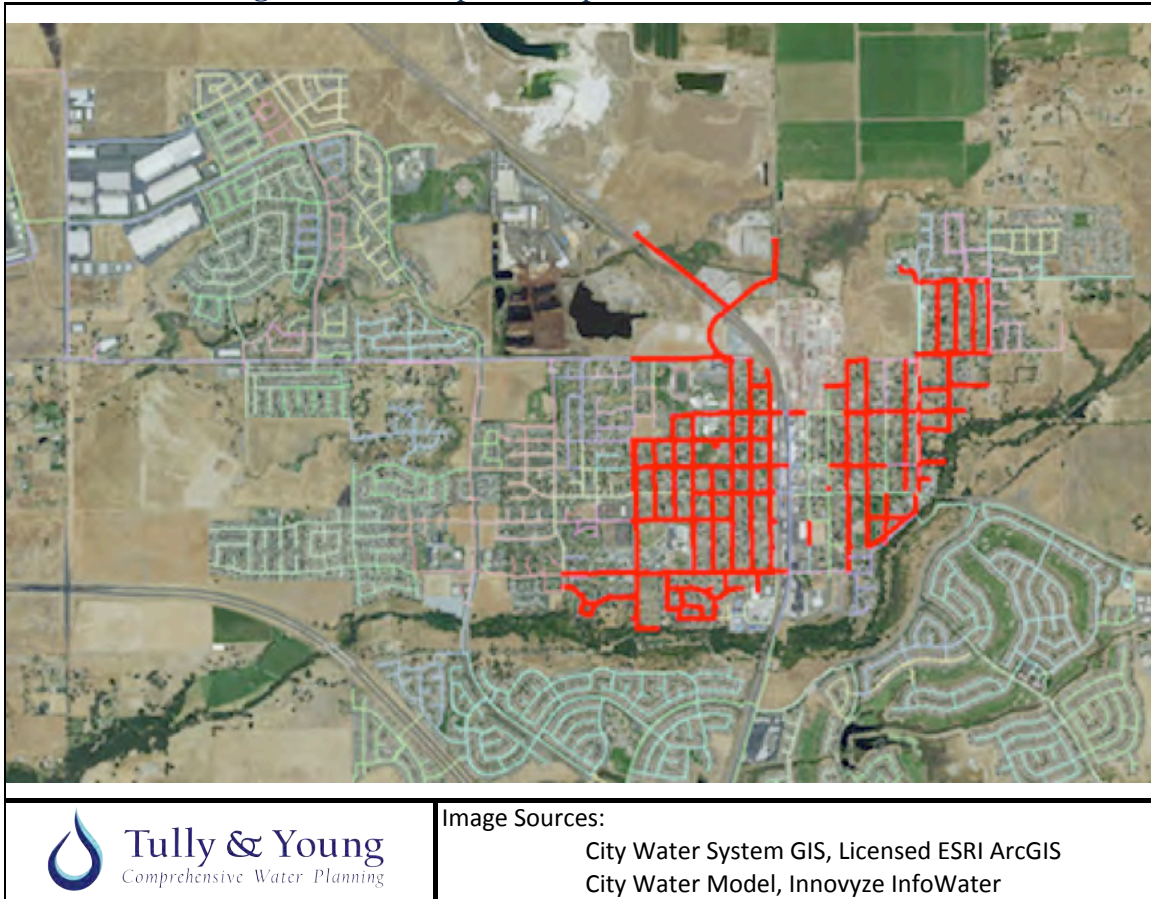 Tully & Young
Comprehensive Water Planning
Image Sources:
City Water System GIS, Licensed ESRI ArcGIS
City Water Model, Innovyze InfoWater